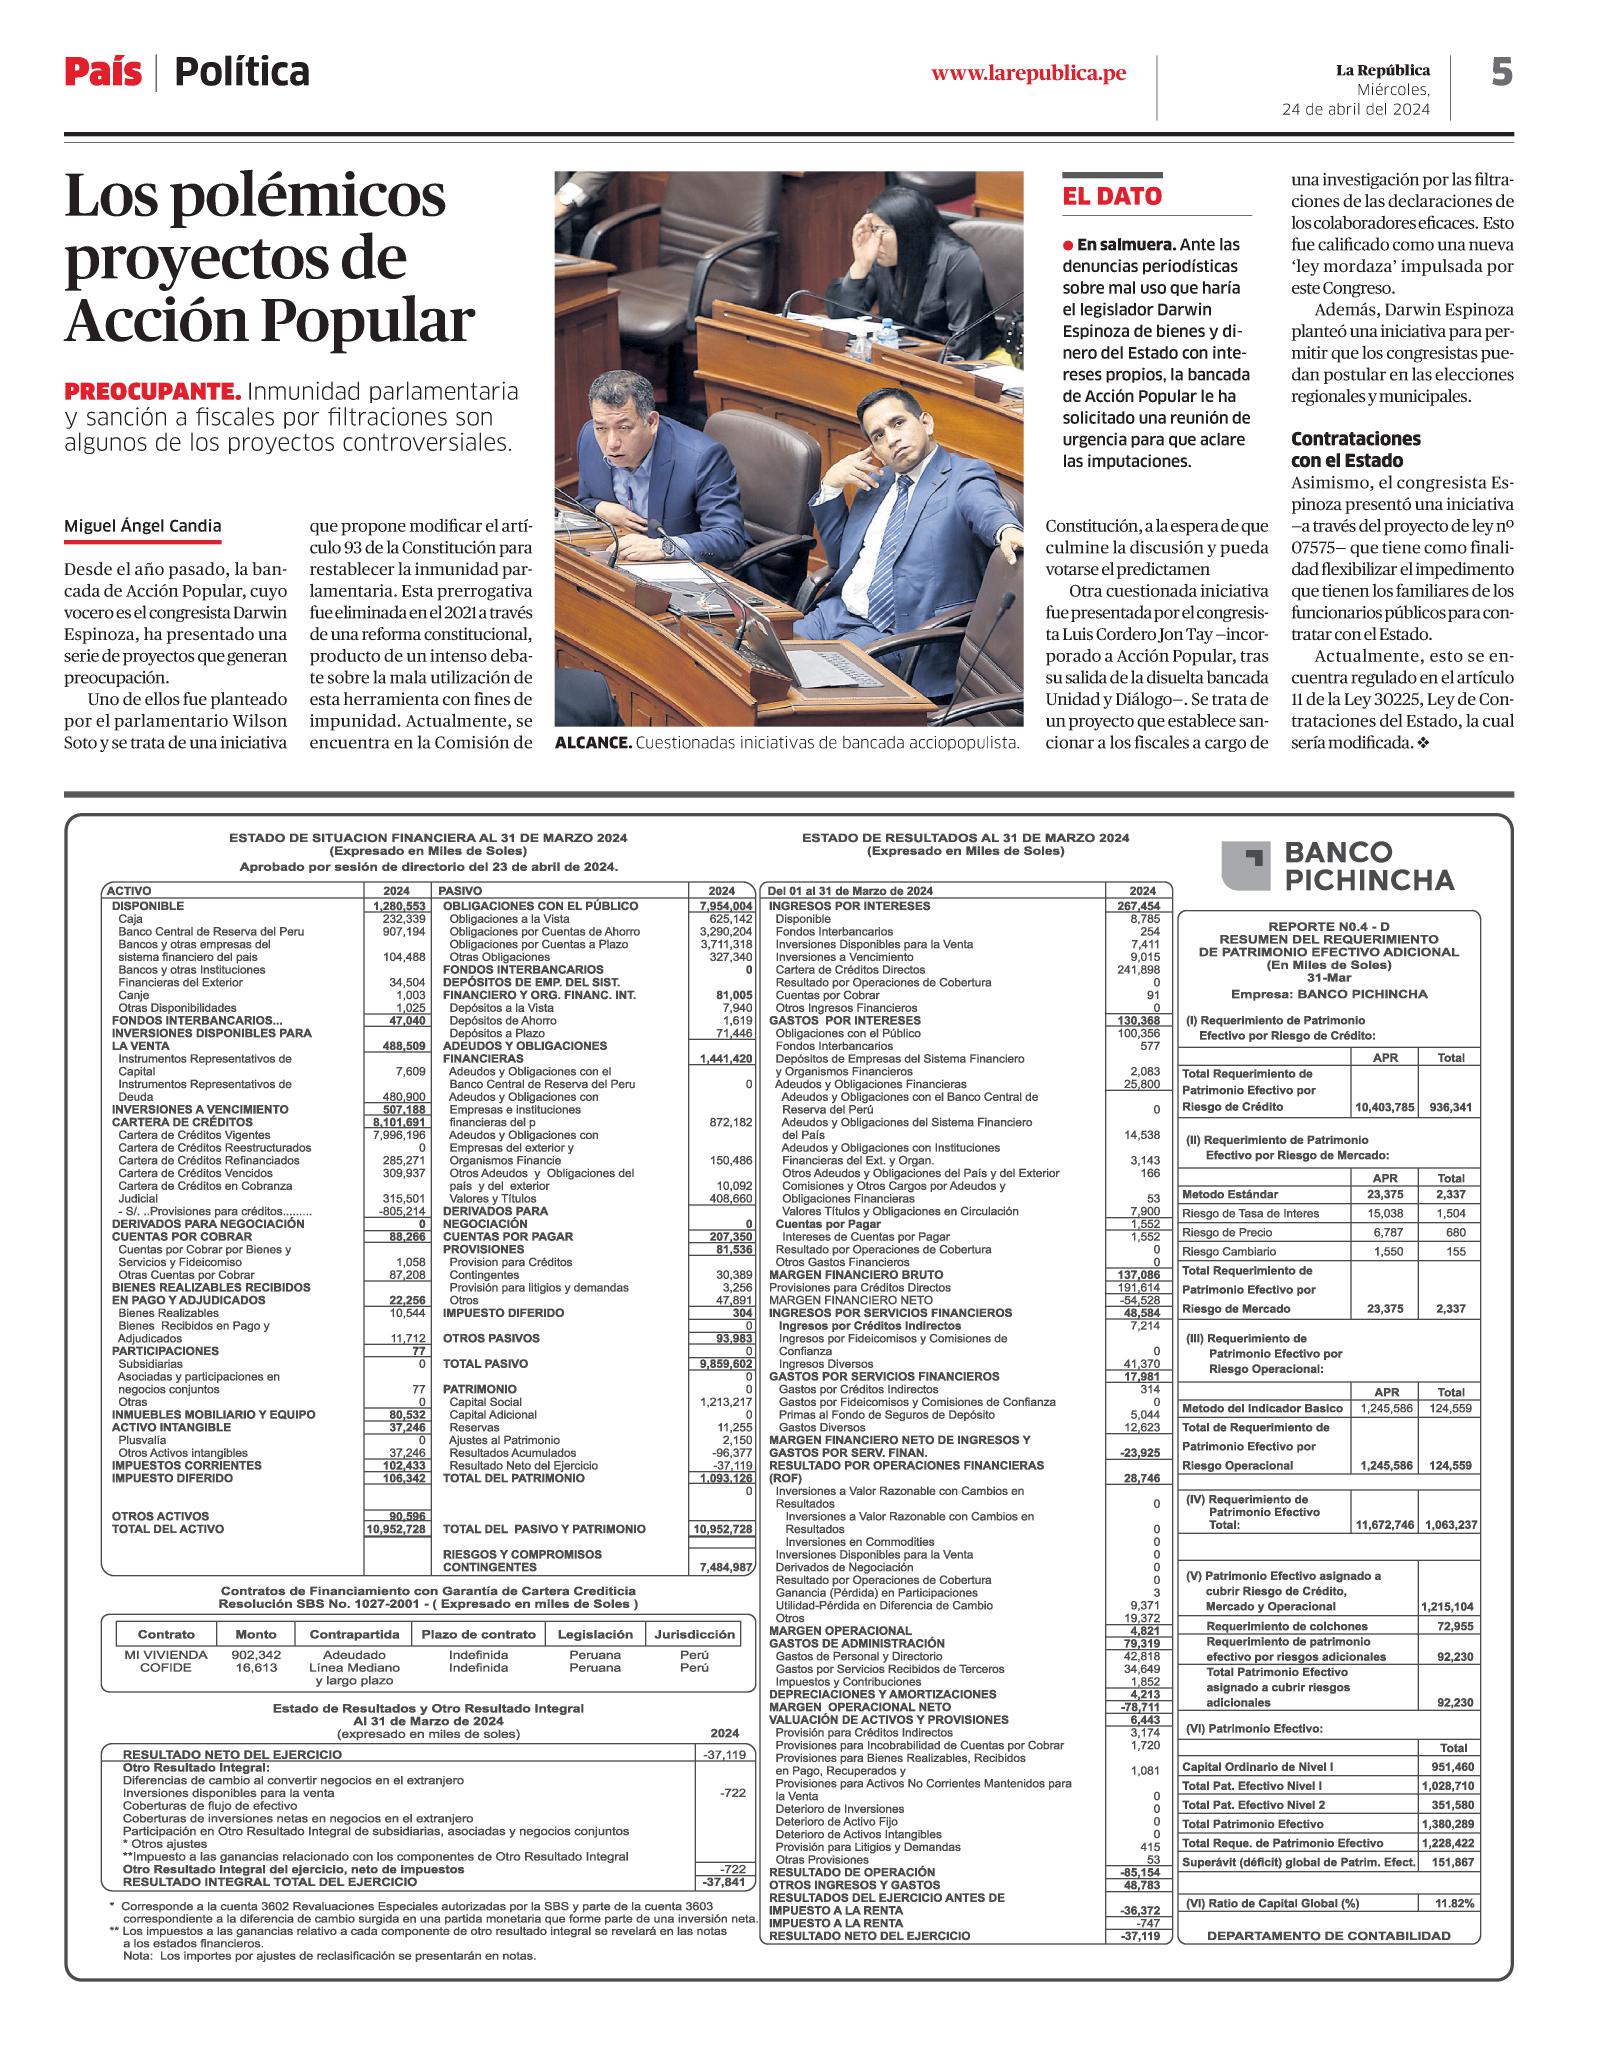 País | Política
www.larepublica.pe
La República
Miércoles,
24 de abril del 2024
5
Los polémicos
proyectos de
Acción Popular
PREOCUPANTE. Inmunidad parlamentaria
y sanción a fiscales por filtraciones son
algunos de los proyectos controversiales.
Miguel Ángel Candia
Desde el año pasado, la ban-
cada de Acción Popular, cuyo
vocero es el congresista Darwin
Espinoza, ha presentado una
serie de proyectos que generan
preocupación.
Uno de ellos fue planteado
por el parlamentario Wilson
Soto y se trata de una iniciativa
que propone modificar el artí-
culo 93 de la Constitución para
restablecer la inmunidad par-
lamentaria. Esta prerrogativa
fue eliminada en el 2021 a través
de una reforma constitucional,
producto de un intenso deba-
te sobre la mala utilización de
esta herramienta con fines de
impunidad. Actualmente, se
encuentra en la Comisión de
ALCANCE. Cuestionadas iniciativas de bancada acciopopulista.
EL DATO
● En salmuera. Ante las
denuncias periodísticas
sobre mal uso que haría
el legislador Darwin
Espinoza de bienes y di-
nero del Estado con inte-
reses propios, la bancada
de Acción Popular le ha
solicitado una reunión de
urgencia para que aclare
las imputaciones.
Constitución, a la espera de que
culmine la discusión y pueda
votarse el predictamen
Otra cuestionada iniciativa
fue presentada por el congresis-
ta Luis Cordero Jon Tay —incor-
porado a Acción Popular, tras
su salida de la disuelta bancada
Unidad y Diálogo—. Se trata de
un proyecto que establece san-
cionar a los fiscales a cargo de
una investigación por las filtra-
ciones de las declaraciones de
los colaboradores eficaces. Esto
fue calificado como una nueva
‘ley mordaza’ impulsada por
este Congreso.
Además, Darwin Espinoza
planteó una iniciativa para per-
mitir que los congresistas pue-
dan postular en las elecciones
regionales y municipales.
Contrataciones
con el Estado
Asimismo, el congresista Es-
pinoza presentó una iniciativa
—a través del proyecto de ley nº
07575— que tiene como finali-
dad flexibilizar el impedimento
que tienen los familiares de los
funcionarios públicos para con-
tratar con el Estado.
Actualmente, esto se en-
cuentra regulado en el artículo
11 de la Ley 30225, Ley de Con-
trataciones del Estado, la cual
sería modificada. ❖
ESTADO DE SITUACION FINANCIERA AL 31 DE MARZO 2024
(Expresado en Miles de Soles)
Aprobado por sesión de directorio del 23 de abril de 2024.
ACTIVO 2024
DISPONIBLE 1,280,553
Caja 232,339
Banco Central de Reserva del Peru 907,194
Bancos y otras empresas del
sistema financiero del pais 104,488
Bancos y otras Instituciones
Financieras del Exterior 34,504
Canje 1,003
Otras Disponibilidades 1,025
FONDOS INTERBANCARIOS... 47,040
INVERSIONES DISPONIBLES PARA
LA VENTA 488,509
Instrumentos Representativos de
Capital 7,609
Instrumentos Representativos de
Deuda 480,900
INVERSIONES A VENCIMIENTO 507,188
CARTERA DE CRÉDITOS 8,101,691
Cartera de Créditos Vigentes 7,996,196
Cartera de Créditos Reestructurados 0
Cartera de Créditos Refinanciados 285,271
Cartera de Créditos Vencidos 309,937
Cartera de Créditos en Cobranza
Judicial 315,501
- S/. ..Provisiones para créditos......... -805,214
DERIVADOS PARA NEGOCIACIÓN 0
CUENTAS POR COBRAR 88,266
Cuentas por Cobrar por Bienes y
Servicios y Fideicomiso 1,058
Otras Cuentas por Cobrar 87,208
BIENES REALIZABLES RECIBIDOS
EN PAGO Y ADJUDICADOS 22,256
Bienes Realizables 10,544
Bienes Recibidos en Pago y
Adjudicados 11,712
PARTICIPACIONES 77
Subsidiarias 0
Asociadas y participaciones en
negocios conjuntos 77
Otras 0
INMUEBLES MOBILIARIO Y EQUIPO 80,532
ACTIVO INTANGIBLE 37,246
Plusvalía 0
Otros Activos intangibles 37,246
IMPUESTOS CORRIENTES 102,433
IMPUESTO DIFERIDO 106,342
OTROS ACTIVOS 90,596
TOTAL DEL ACTIVO 10,952,728
PASIVO 2024
OBLIGACIONES CON EL PÚBLICO 7,954,004
Obligaciones a la Vista 625,142
Obligaciones por Cuentas de Ahorro 3,290,204
Obligaciones por Cuentas a Plazo 3,711,318
Otras Obligaciones 327,340
FONDOS INTERBANCARIOS 0
DEPÓSITOS DE EMP. DEL SIST.
FINANCIERO Y ORG. FINANC. INT. 81,005
Depósitos a la Vista 7,940
Depósitos de Ahorro 1,619
Depósitos a Plazo 71,446
ADEUDOS Y OBLIGACIONES
FINANCIERAS 1,441,420
Adeudos y Obligaciones con el
Banco Central de Reserva del Peru 0
Adeudos y Obligaciones con
Empresas e instituciones
financieras del p 872,182
Adeudos y Obligaciones con
Empresas del exterior y
Organismos Financie 150,486
Otros Adeudos y Obligaciones del
país y del exterior 10,092
Valores y Títulos 408,660
DERIVADOS PARA
NEGOCIACIÓN 0
CUENTAS POR PAGAR 207,350
PROVISIONES 81,536
Provision para Créditos
Contingentes 30,389
Provisión para litigios y demandas 3,256
Otros 47,891
IMPUESTO DIFERIDO 304
0
OTROS PASIVOS 93,983
0
TOTAL PASIVO 9,859,602
0
PATRIMONIO 0
Capital Social 1,213,217
Capital Adicional 0
Reservas 11,255
Ajustes al Patrimonio 2,150
Resultados Acumulados -96,377
Resultado Neto del Ejercicio -37,119
TOTAL DEL PATRIMONIO 1,093,126
0
TOTAL DEL PASIVO Y PATRIMONIO 10,952,728
RIESGOS Y COMPROMISOS
CONTINGENTES 7,484,987
Contratos de Financiamiento con Garantía de Cartera Crediticia
Resolución SBS No. 1027-2001 - ( Expresado en miles de Soles )
Contrato Monto Contrapartida Plazo de contrato Legislación Jurisdicción
MI VIVIENDA 902,342 Adeudado Indefinida Peruana Perú
COFIDE 16,613 Línea Mediano Indefinida Peruana Perú
y largo plazo
Estado de Resultados y Otro Resultado Integral
Al 31 de Marzo de 2024
(expresado en miles de soles) 2024
RESULTADO NETO DEL EJERCICIO -37,119
Otro Resultado Integral:
Diferencias de cambio al convertir negocios en el extranjero
Inversiones disponibles para la venta -722
Coberturas de flujo de efectivo
Coberturas de inversiones netas en negocios en el extranjero
Participación en Otro Resultado Integral de subsidiarias, asociadas y negocios conjuntos
* Otros ajustes
**Impuesto a las ganancias relacionado con los componentes de Otro Resultado Integral
Otro Resultado Integral del ejercicio, neto de impuestos -722
RESULTADO INTEGRAL TOTAL DEL EJERCICIO -37,841
* Corresponde a la cuenta 3602 Revaluaciones Especiales autorizadas por la SBS y parte de la cuenta 3603
correspondiente a la diferencia de cambio surgida en una partida monetaria que forme parte de una inversión neta.
** Los impuestos a las ganancias relativo a cada componente de otro resultado integral se revelará en las notas
a los estados financieros.
Nota: Los importes por ajustes de reclasificación se presentarán en notas.
ESTADO DE RESULTADOS AL 31 DE MARZO 2024
(Expresado en Miles de Soles)
Del 01 al 31 de Marzo de 2024 2024
INGRESOS POR INTERESES 267,454
Disponible 8,785
Fondos Interbancarios 254
Inversiones Disponibles para la Venta 7,411
Inversiones a Vencimiento 9,015
Cartera de Créditos Directos 241,898
Resultado por Operaciones de Cobertura 0
Cuentas por Cobrar 91
Otros Ingresos Financieros 0
GASTOS POR INTERESES 130,368
Obligaciones con el Público 100,356
Fondos Interbancarios 577
Depósitos de Empresas del Sistema Financiero
y Organismos Financieros 2,083
Adeudos y Obligaciones Financieras 25,800
Adeudos y Obligaciones con el Banco Central de
Reserva del Perú 0
Adeudos y Obligaciones del Sistema Financiero
del País 14,538
Adeudos y Obligaciones con Instituciones
Financieras del Ext. y Organ. 3,143
Otros Adeudos y Obligaciones del País y del Exterior 166
Comisiones y Otros Cargos por Adeudos y
Obligaciones Financieras 53
Valores Títulos y Obligaciones en Circulación 7,900
Cuentas por Pagar 1,552
Intereses de Cuentas por Pagar 1,552
Resultado por Operaciones de Cobertura 0
Otros Gastos Financieros 0
MARGEN FINANCIERO BRUTO 137,086
Provisiones para Créditos Directos 191,614
MARGEN FINANCIERO NETO -54,528
INGRESOS POR SERVICIOS FINANCIEROS 48,584
Ingresos por Créditos Indirectos 7,214
Ingresos por Fideicomisos y Comisiones de
Confianza 0
Ingresos Diversos 41,370
GASTOS POR SERVICIOS FINANCIEROS 17,981
Gastos por Créditos Indirectos 314
Gastos por Fideicomisos y Comisiones de Confianza 0
Primas al Fondo de Seguros de Depósito 5,044
Gastos Diversos 12,623
MARGEN FINANCIERO NETO DE INGRESOS Y
GASTOS POR SERV. FINAN. -23,925
RESULTADO POR OPERACIONES FINANCIERAS
(ROF) 28,746
Inversiones a Valor Razonable con Cambios en
Resultados 0
Inversiones a Valor Razonable con Cambios en
Resultados 0
Inversiones en Commodities 0
Inversiones Disponibles para la Venta 0
Derivados de Negociación 0
Resultado por Operaciones de Cobertura 0
Ganancia (Pérdida) en Participaciones 3
Utilidad-Pérdida en Diferencia de Cambio 9,371
Otros 19,372
MARGEN OPERACIONAL 4,821
GASTOS DE ADMINISTRACIÓN 79,319
Gastos de Personal y Directorio 42,818
Gastos por Servicios Recibidos de Terceros 34,649
Impuestos y Contribuciones 1,852
DEPRECIACIONES Y AMORTIZACIONES 4,213
MARGEN OPERACIONAL NETO -78,711
VALUACIÓN DE ACTIVOS Y PROVISIONES 6,443
Provisión para Créditos Indirectos 3,174
Provisiones para Incobrabilidad de Cuentas por Cobrar 1,720
Provisiones para Bienes Realizables, Recibidos
en Pago, Recuperados y 1,081
Provisiones para Activos No Corrientes Mantenidos para
la Venta 0
Deterioro de Inversiones 0
Deterioro de Activo Fijo 0
Deterioro de Activos Intangibles 0
Provisión para Litigios y Demandas 415
Otras Provisiones 53
RESULTADO DE OPERACIÓN -85,154
OTROS INGRESOS Y GASTOS 48,783
RESULTADOS DEL EJERCICIO ANTES DE
IMPUESTO A LA RENTA -36,372
IMPUESTO A LA RENTA -747
RESULTADO NETO DEL EJERCICIO -37,119
BANCO
PICHINCHA
REPORTE N0.4 - D
RESUMEN DEL REQUERIMIENTO
DE PATRIMONIO EFECTIVO ADICIONAL
(En Miles de Soles)
31-Mar
Empresa: BANCO PICHINCHA
(I) Requerimiento de Patrimonio
Efectivo por Riesgo de Crédito:
APR Total
Total Requerimiento de
Patrimonio Efectivo por
Riesgo de Crédito 10,403,785 936,341
(II) Requerimiento de Patrimonio
Efectivo por Riesgo de Mercado:
APR Total
Metodo Estándar 23,375 2,337
Riesgo de Tasa de Interes 15,038 1,504
Riesgo de Precio 6,787 680
Riesgo Cambiario 1,550 155
Total Requerimiento de
Patrimonio Efectivo por
Riesgo de Mercado 23,375 2,337
(III) Requerimiento de
Patrimonio Efectivo por
Riesgo Operacional:
APR Total
Metodo del Indicador Basico 1,245,586 124,559
Total de Requerimiento de
Patrimonio Efectivo por
Riesgo Operacional 1,245,586 124,559
(IV) Requerimiento de
Patrimonio Efectivo
Total: 11,672,746 1,063,237
(V) Patrimonio Efectivo asignado a
cubrir Riesgo de Crédito,
Mercado y Operacional 1,215,104
Requerimiento de colchones 72,955
Requerimiento de patrimonio
efectivo por riesgos adicionales 92,230
Total Patrimonio Efectivo
asignado a cubrir riesgos
adicionales 92,230
(VI) Patrimonio Efectivo:
Total
Capital Ordinario de Nivel I 951,460
Total Pat. Efectivo Nivel I 1,028,710
Total Pat. Efectivo Nivel 2 351,580
Total Patrimonio Efectivo 1,380,289
Total Reque. de Patrimonio Efectivo 1,228,422
Superávit (déficit) global de Patrim. Efect. 151,867
(VI) Ratio de Capital Global (%) 11.82%
DEPARTAMENTO DE CONTABILIDAD